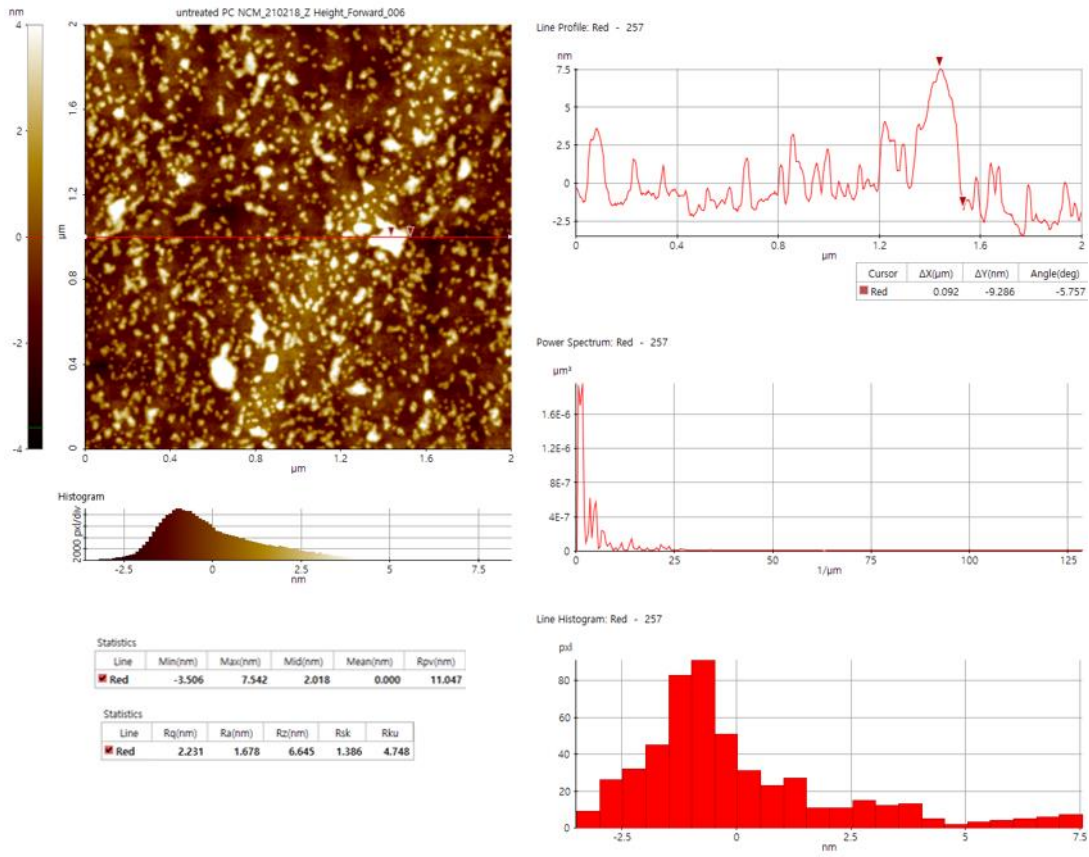 nm
untreated PC NCM_210218_Z Height_Forward_006
4
2
0
-2
-4
2
1.6
1.2
µm
0.8
0.4
0
0 0.4 0.8 1.2 1.6 2
µm
Histogram
2000 pxl/div
-2.5 0 2.5 5 7.5
nm
Statistics
Line Min(nm) Max(nm) Mid(nm) Mean(nm) Rpv(nm)
Red -3.506 7.542 2.018 0.000 11.047
Statistics
Line Rq(nm) Ra(nm) Rz(nm) Rsk Rku
Red 2.231 1.678 6.645 1.386 4.748
Line Profile: Red - 257
nm
7.5
5
2.5
0
-2.5
0 0.4 0.8 1.2 1.6 2
µm
Cursor ΔX(µm) ΔY(nm) Angle(deg)
Red 0.092 -9.286 -5.757
Power Spectrum: Red - 257
µm³
1.6E-6
1.2E-6
8E-7
4E-7
0
0 25 50 75 100 125
1/µm
Line Histogram: Red - 257
pxl
80
60
40
20
0
-2.5 0 2.5 5 7.5
nm